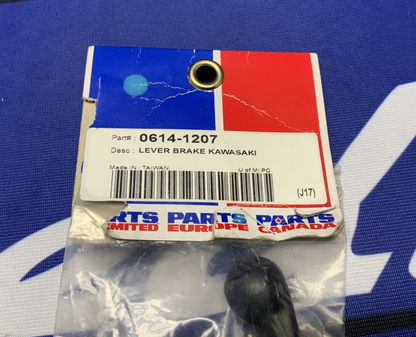 Part# : 0614-1207
Desc : LEVER BRAKE KAWASAKI
Made IN : TAIWAN U of M: PC
(J17)
PARTS PARTS PARTS
LIMITED EUROPE CANADA